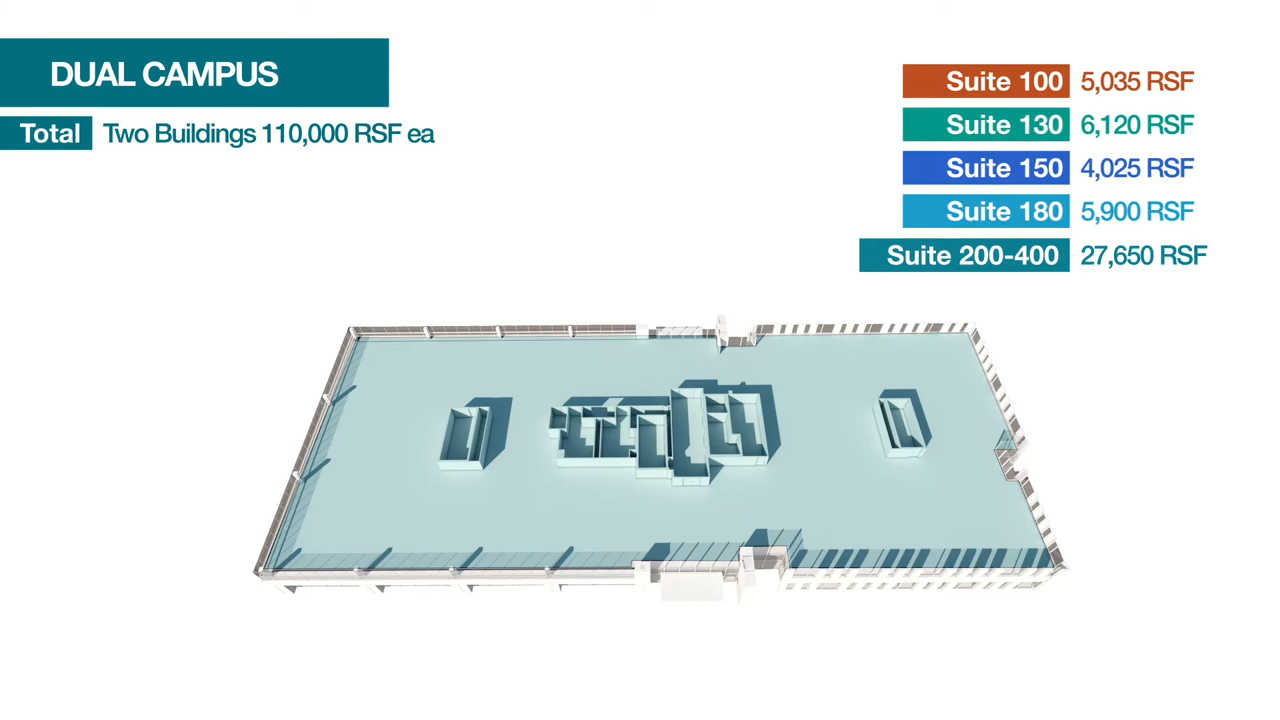 DUAL CAMPUS
Total Two Buildings 110,000 RSF ea
Suite 100 5,035 RSF
Suite 130 6,120 RSF
Suite 150 4,025 RSF
Suite 180 5,900 RSF
Suite 200-400 27,650 RSF